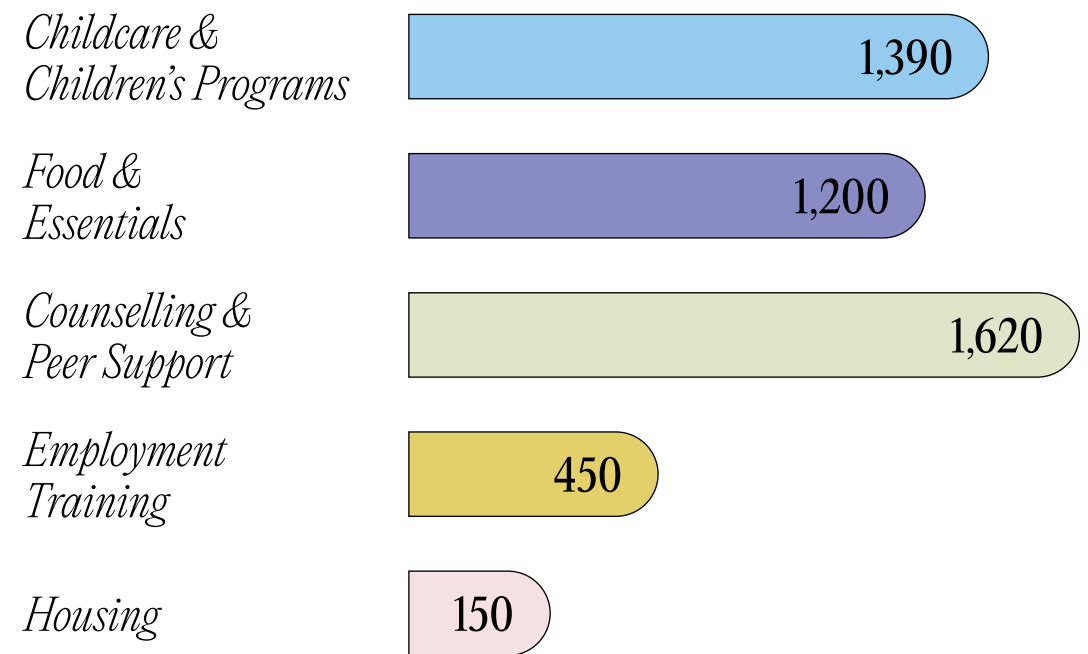 Childcare &
Children’s Programs
1,390
Food &
Essentials
1,200
Counselling &
Peer Support
1,620
Employment
Training
450
Housing
150